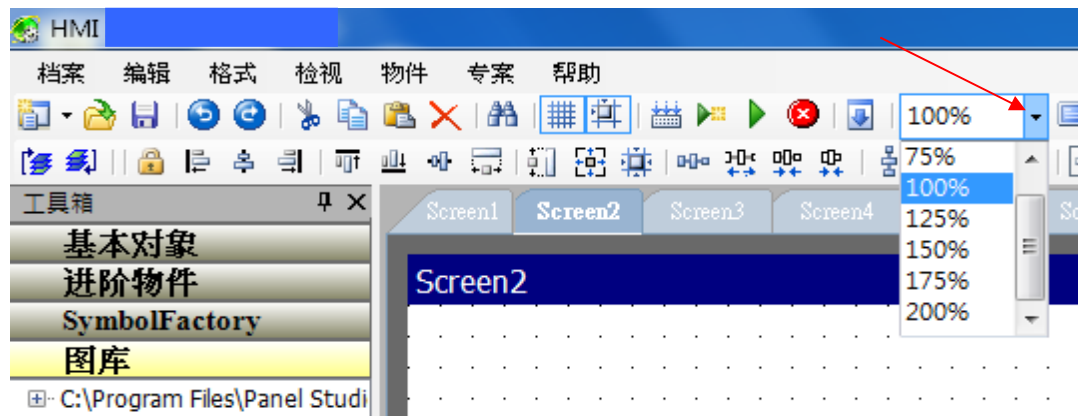 HMI
档案 编辑 格式 检视 物件 专案 帮助
100%
75%
100%
125%
150%
175%
200%
工具箱
Screen1 Screen2 Screen3 Screen4
基本对象
进阶物件
SymbolFactory
图库
C:\Program Files\Panel Studi
Screen2